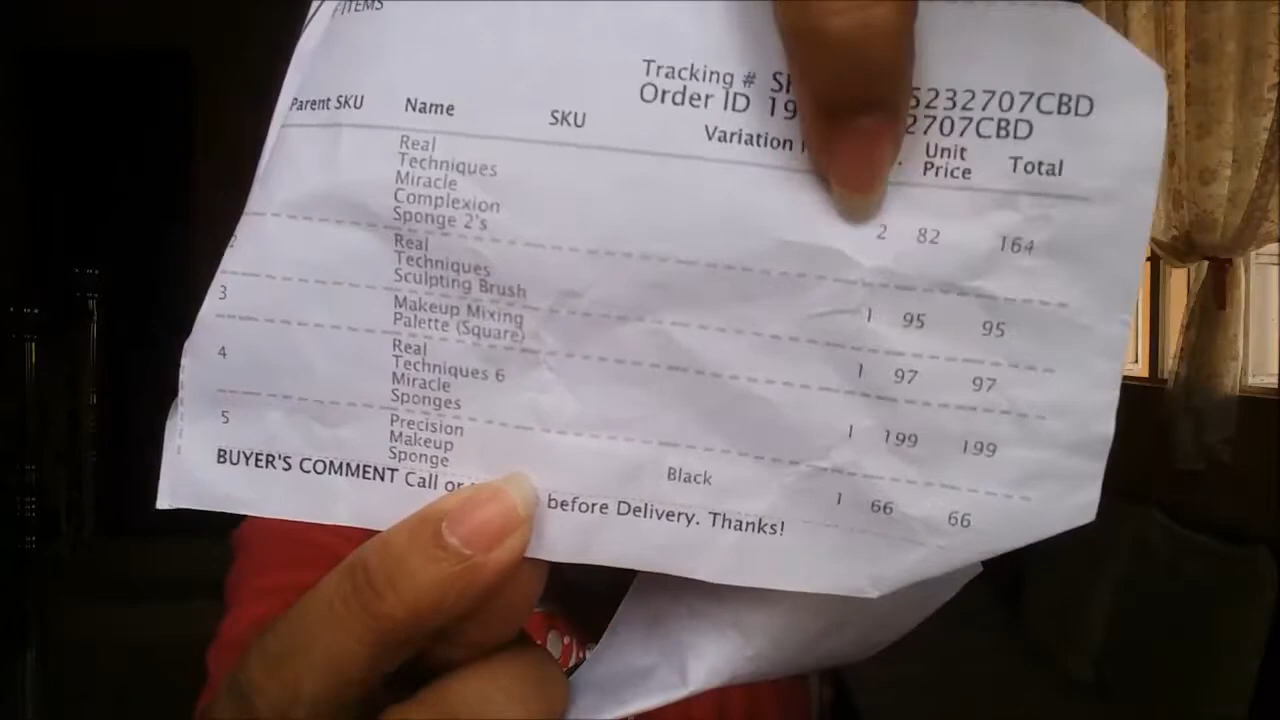 ITEMS
Tracking # SH 5232707CBD
Order ID 19 2707CBD
Parent SKU Name SKU Variation Unit Price Total
Real
Techniques
Miracle
Complexion
Sponge 2's
2 82 164
2 Real
Techniques
Sculpting Brush
1 95 95
3 Makeup Mixing
Palette (Square)
1 97 97
4 Real
Techniques 6
Miracle
Sponges
1 199 199
5 Precision
Makeup
Sponge
Black 1 66 66
BUYER'S COMMENT Call or before Delivery. Thanks!